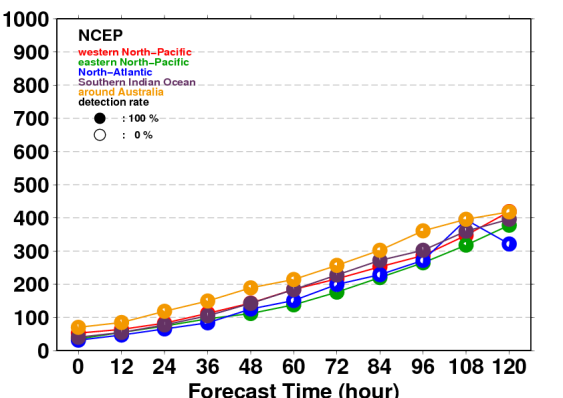 1000
900
800
700
600
500
400
300
200
100
0
NCEP
western North-Pacific
eastern North-Pacific
North-Atlantic
Southern Indian Ocean
around Australia
detection rate
: 100 %
: 0 %
0 12 24 36 48 60 72 84 96 108 120
Forecast Time (hour)